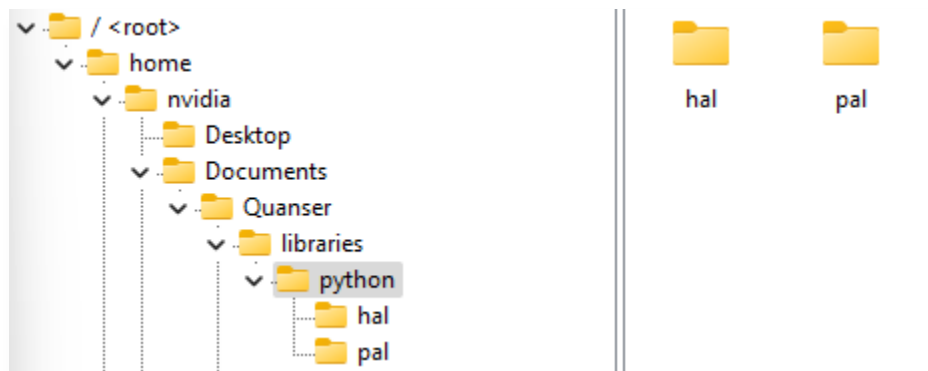 / <root>
home
nvidia
Desktop
Documents
Quanser
libraries
python
hal
pal
hal
pal